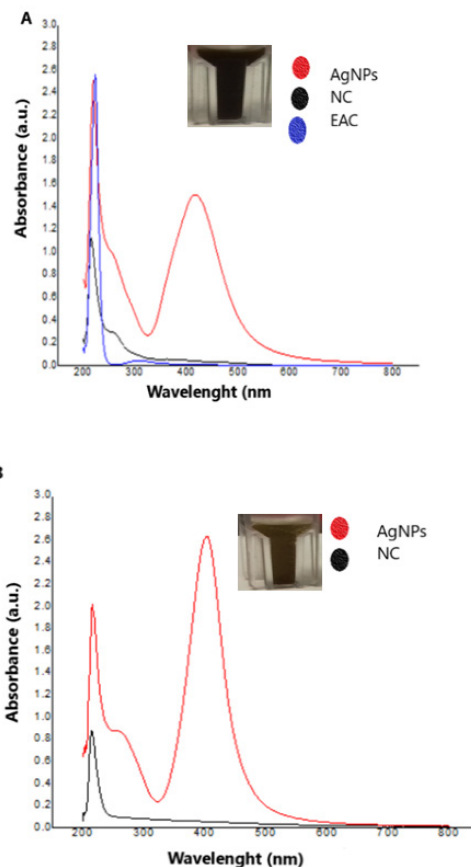 A
3.0
2.8
2.6
2.4
2.2
2.0
1.8
1.6
1.4
1.2
1.0
0.8
0.6
0.4
0.2
0.0
Absorbance (a.u.)
AgNPs
NC
EAC
200 300 400 500 600 700 800
Wavelenght (nm
B
3.0
2.8
2.6
2.4
2.2
2.0
1.8
1.6
1.4
1.2
1.0
0.8
0.6
0.4
0.2
0.0
Absorbance (a.u.)
AgNPs
NC
200 300 400 500 600 700 800
Wavelenght (nm)